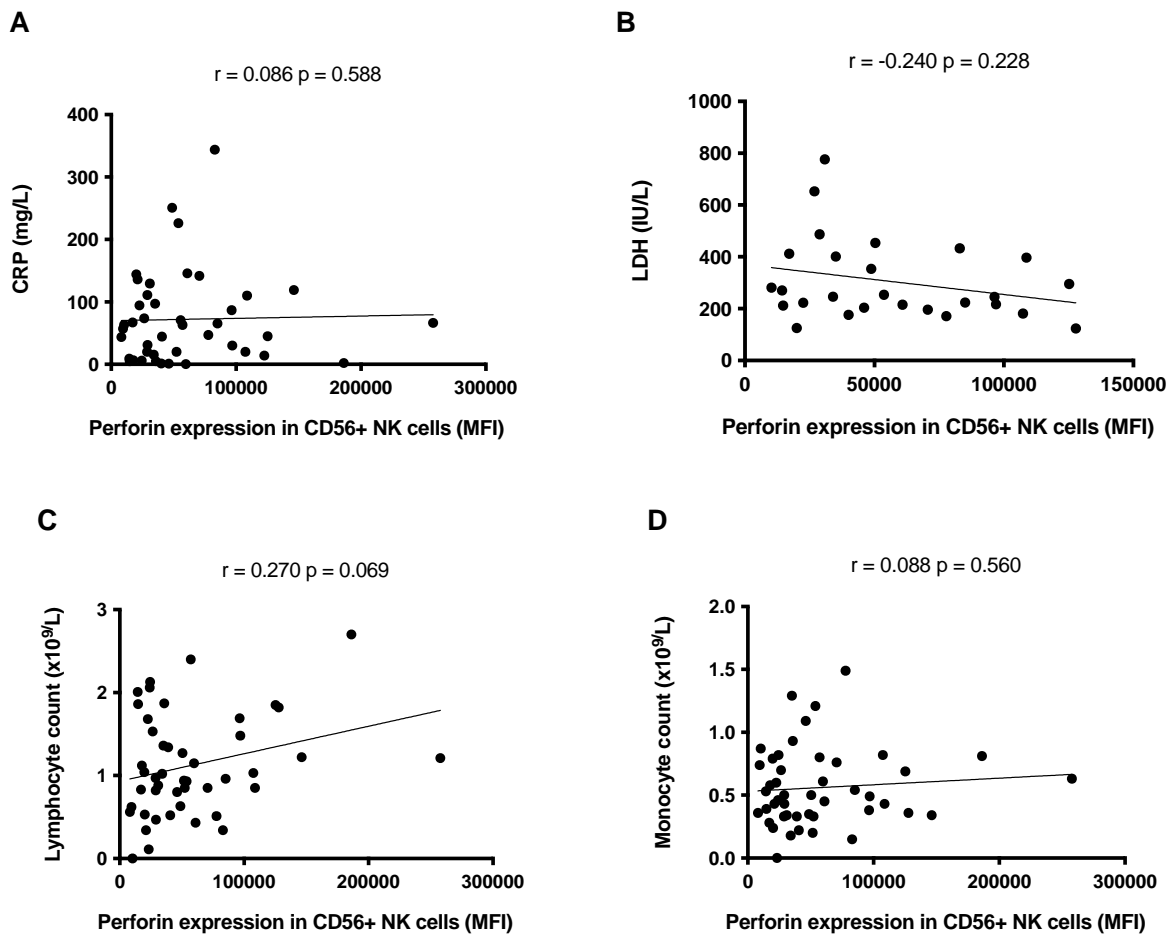 A
r = 0.086 p = 0.588
400
300
200
100
0
CRP (mg/L)
0 100000 200000 300000
Perforin expression in CD56+ NK cells (MFI)
B
r = -0.240 p = 0.228
1000
800
600
400
200
0
LDH (IU/L)
0 50000 100000 150000
Perforin expression in CD56+ NK cells (MFI)
C
r = 0.270 p = 0.069
3
2
1
0
Lymphocyte count (x10⁹/L)
0 100000 200000 300000
Perforin expression in CD56+ NK cells (MFI)
D
r = 0.088 p = 0.560
2.0
1.5
1.0
0.5
0.0
Monocyte count (x10⁹/L)
0 100000 200000 300000
Perforin expression in CD56+ NK cells (MFI)